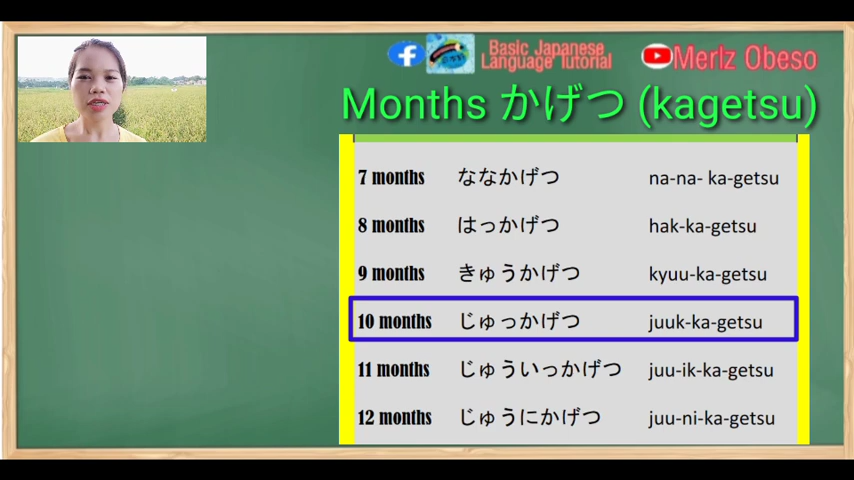 Basic Japanese
Language Tutorial
Merlz Obeso
Months かげつ (kagetsu)
7 months ななかげつ na-na- ka-getsu
8 months はっかげつ hak-ka-getsu
9 months きゅうかげつ kyuu-ka-getsu
10 months じゅっかげつ juuk-ka-getsu
11 months じゅういっかげつ juu-ik-ka-getsu
12 months じゅうにかげつ juu-ni-ka-getsu